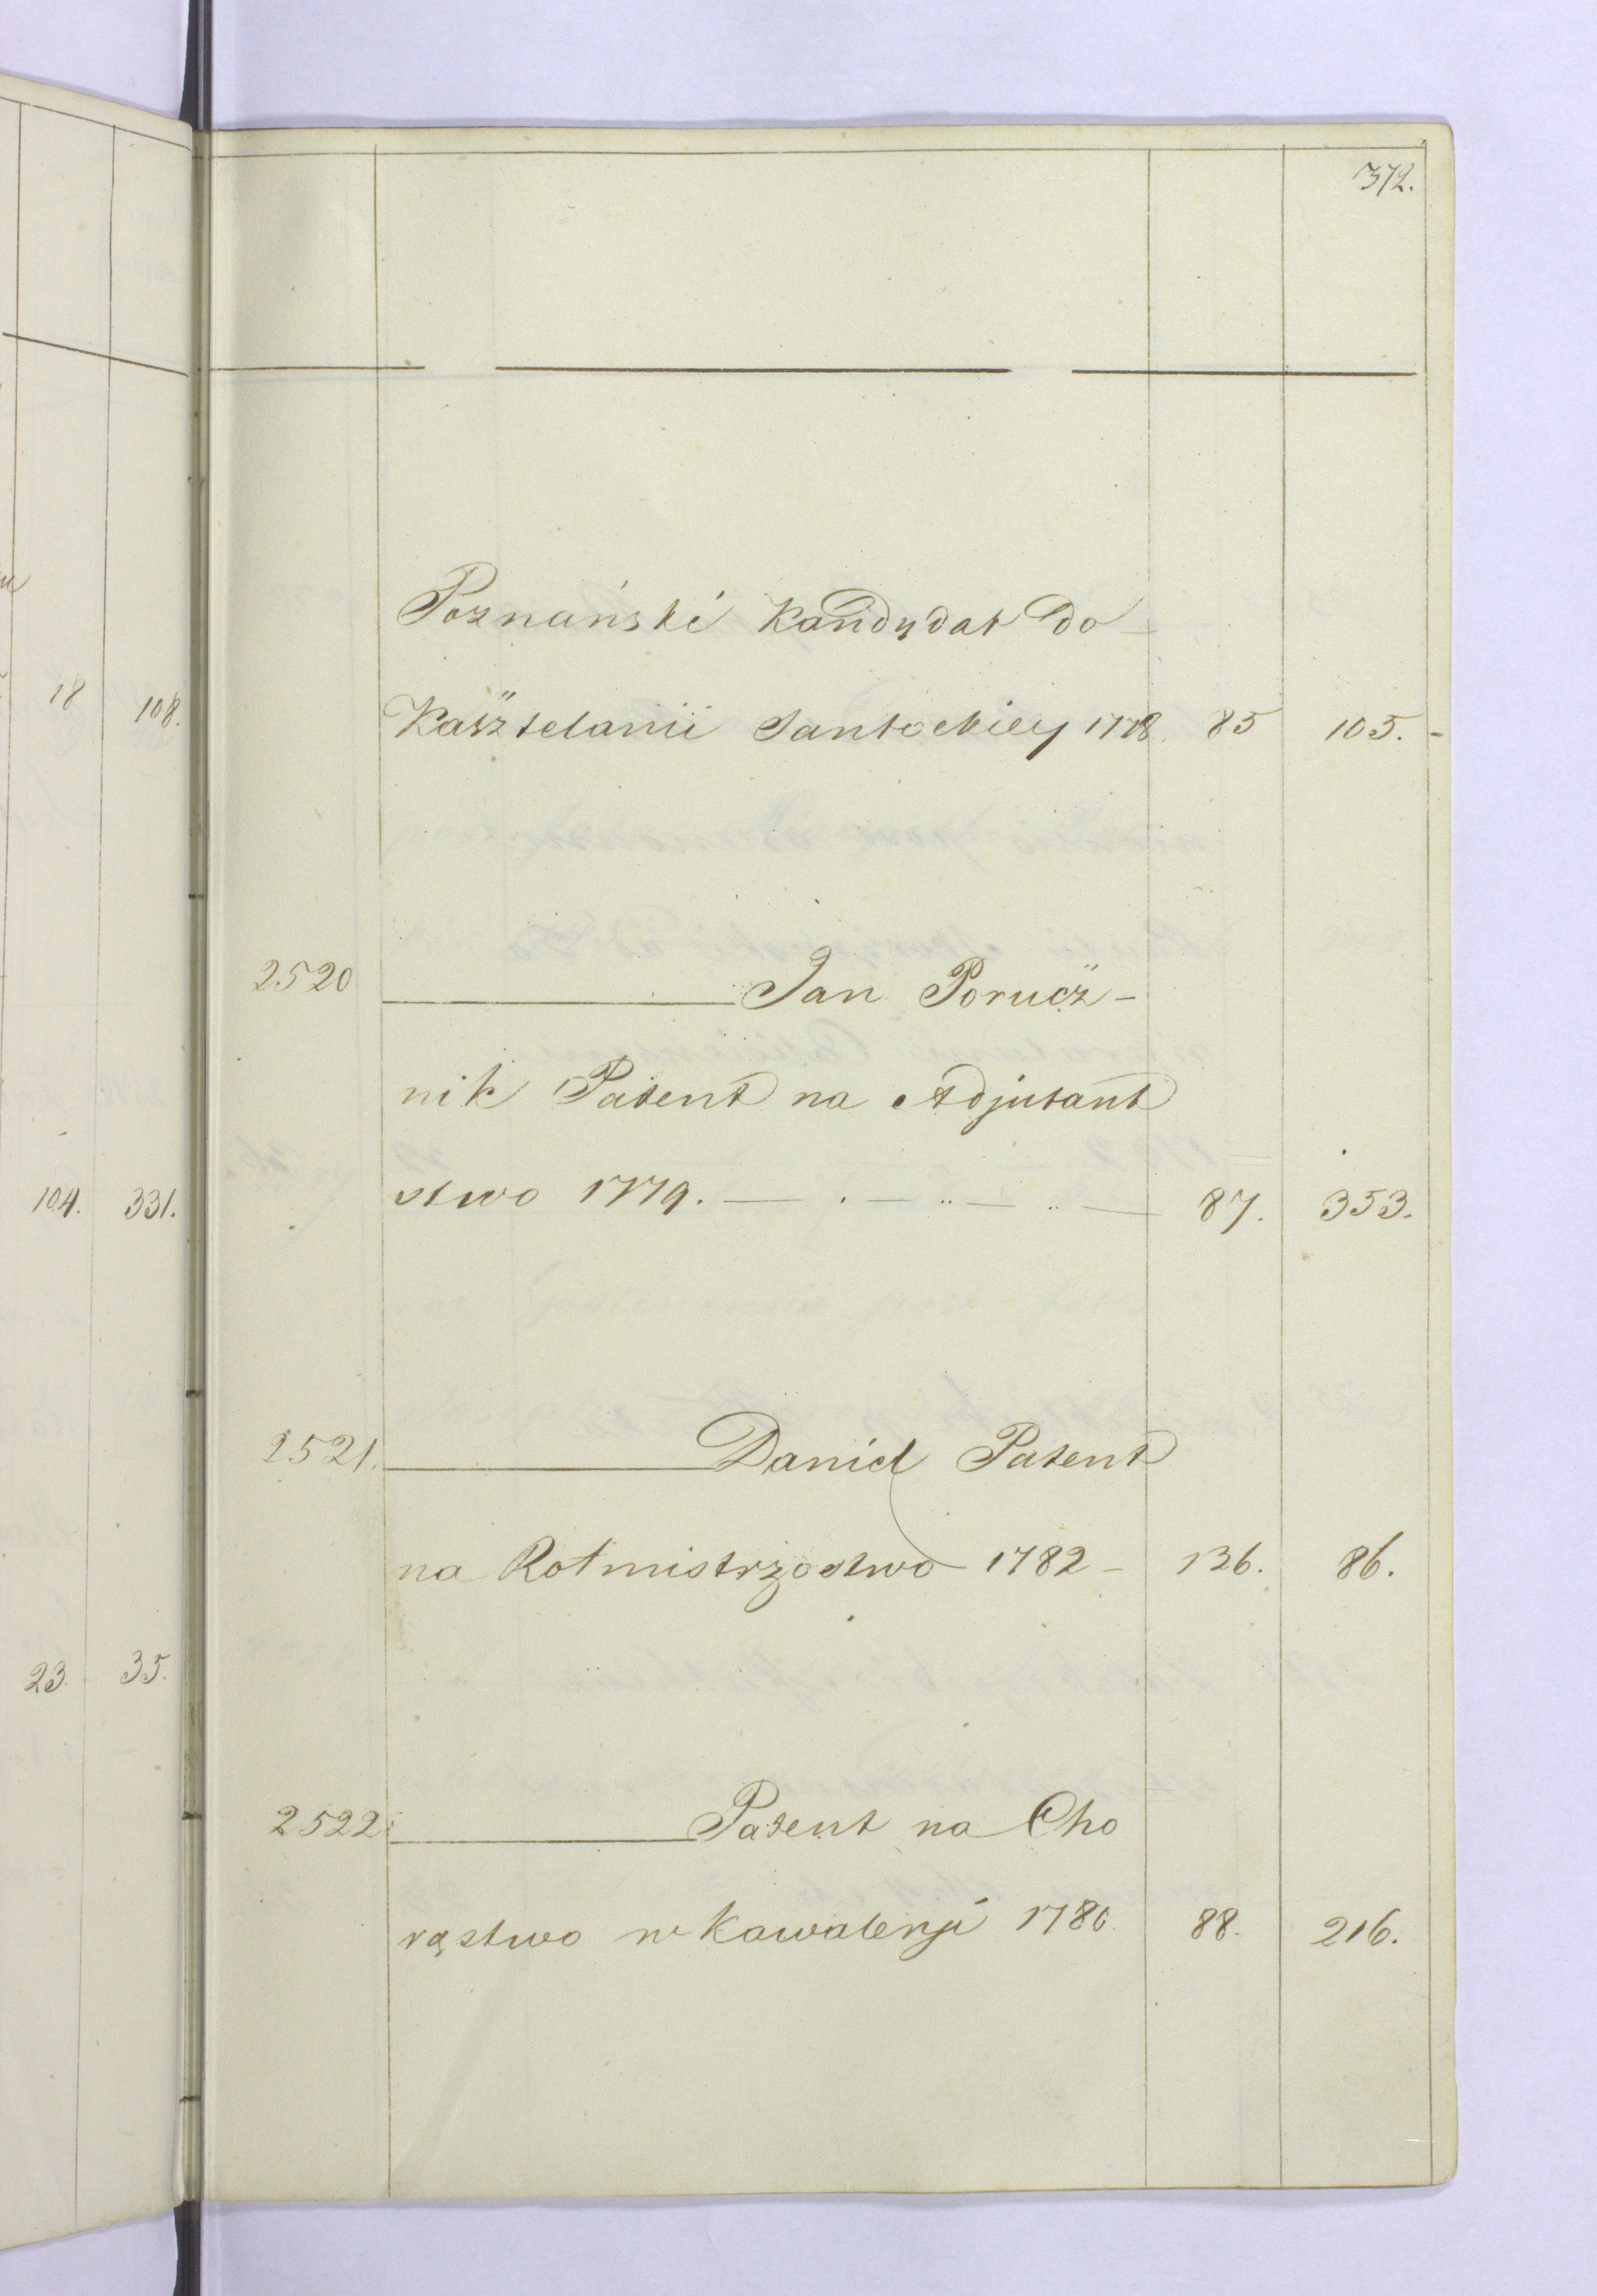 372.
Poznański Kandydat do
Kasztelanii Santockiey 1778. 85 105. -
2520 Jan Porucz-
nik Patent na Adjutant
stwo 1779. 87. 353.
2521. Daniel Patent
na Rotmistrzostwo 1782 - 136. 86.
2522 Patent na Cho
rąstwo w Kawaleryi 1780. 88. 216.
18 108.
104. 331.
23. 35.